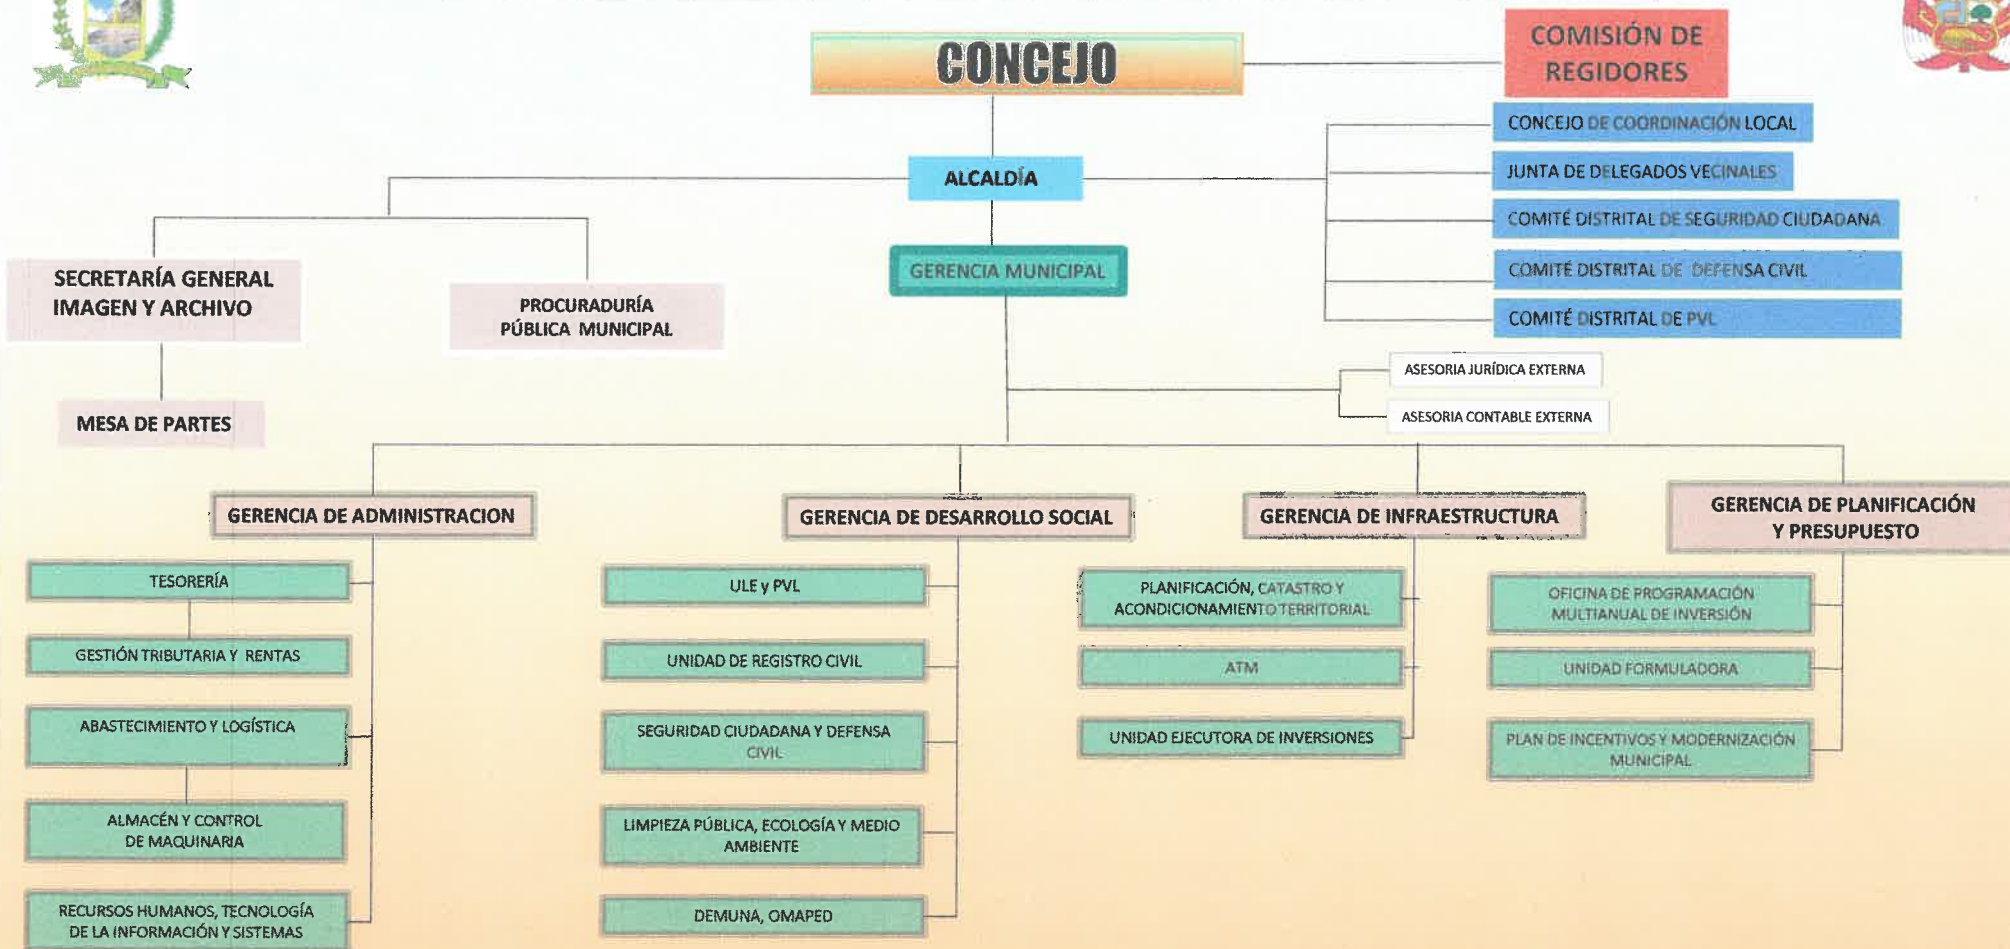 CONCEJO
COMISIÓN DE
REGIDORES
CONCEJO DE COORDINACIÓN LOCAL
ALCALDÍA
JUNTA DE DELEGADOS VECINALES
COMITÉ DISTRITAL DE SEGURIDAD CIUDADANA
GERENCIA MUNICIPAL
COMITÉ DISTRITAL DE DEFENSA CIVIL
COMITÉ DISTRITAL DE PVL
SECRETARÍA GENERAL
IMAGEN Y ARCHIVO
PROCURADURÍA
PÚBLICA MUNICIPAL
MESA DE PARTES
ASESORIA JURÍDICA EXTERNA
ASESORIA CONTABLE EXTERNA
GERENCIA DE ADMINISTRACION
TESORERÍA
GESTIÓN TRIBUTARIA Y RENTAS
ABASTECIMIENTO Y LOGÍSTICA
ALMACÉN Y CONTROL
DE MAQUINARIA
RECURSOS HUMANOS, TECNOLOGÍA
DE LA INFORMACIÓN Y SISTEMAS
GERENCIA DE DESARROLLO SOCIAL
ULE y PVL
UNIDAD DE REGISTRO CIVIL
SEGURIDAD CIUDADANA Y DEFENSA
CIVIL
LIMPIEZA PÚBLICA, ECOLOGÍA Y MEDIO
AMBIENTE
DEMUNA, OMAPED
GERENCIA DE INFRAESTRUCTURA
PLANIFICACIÓN, CATASTRO Y
ACONDICIONAMIENTO TERRITORIAL
ATM
UNIDAD EJECUTORA DE INVERSIONES
GERENCIA DE PLANIFICACIÓN
Y PRESUPUESTO
OFICINA DE PROGRAMACIÓN
MULTIANUAL DE INVERSIÓN
UNIDAD FORMULADORA
PLAN DE INCENTIVOS Y MODERNIZACIÓN
MUNICIPAL